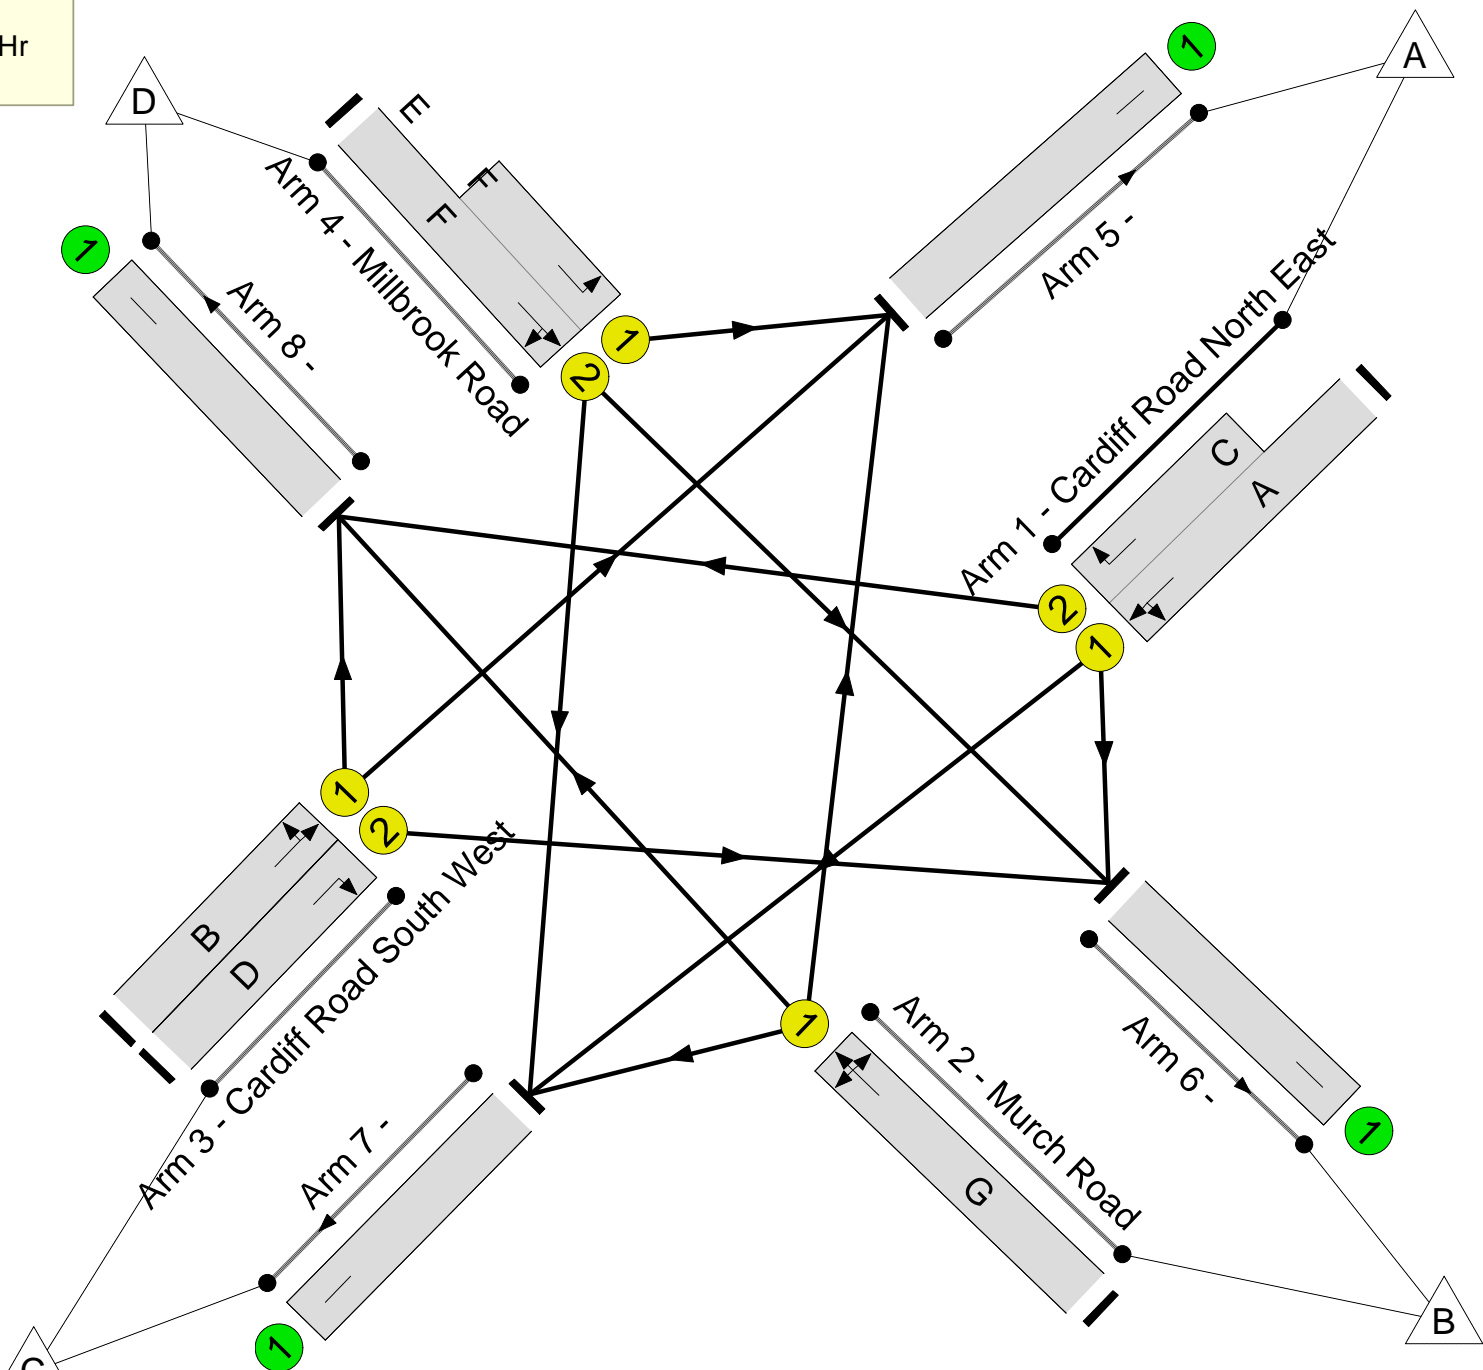 Hr
D
A
1
E
F
F
Arm 4 - Millbrook Road
Arm 5 -
1
Arm 8 -
Arm 1 - Cardiff Road North East
C
A
1
2
2
1
1
2
B
D
Arm 3 - Cardiff Road South West
1
Arm 2 - Murch Road
G
Arm 6 -
1
Arm 7 -
1
B
C